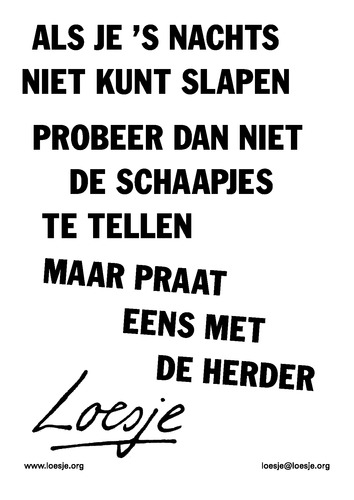 ALS JE ’S NACHTS
NIET KUNT SLAPEN
PROBEER DAN NIET
DE SCHAAPJES
TE TELLEN
MAAR PRAAT
EENS MET
DE HERDER
Loesje
www.loesje.org loesje@loesje.org